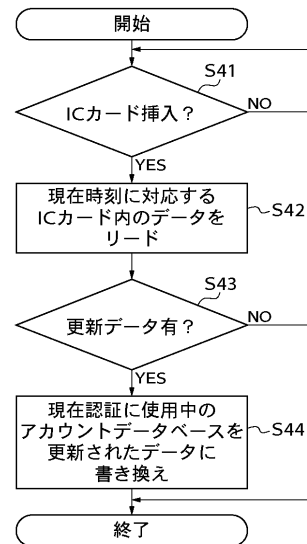 開始
S41
ICカード挿入？
NO
YES
現在時刻に対応する
ICカード内のデータを
リード
S42
S43
更新データ有？
NO
YES
現在認証に使用中の
アカウントデータベースを
更新されたデータに
書き換え
S44
終了